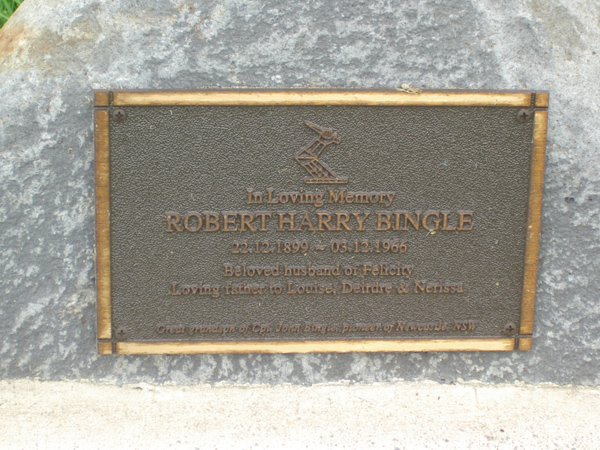 In Loving Memory
ROBERT HARRY BINGLE
22.12.1899 ~ 03.12.1966
Beloved husband of Felicity
Loving father to Louise, Deirdre & Nerissa
Great grandson of Cpt. John Bingle, pioneer of Newcastle NSW